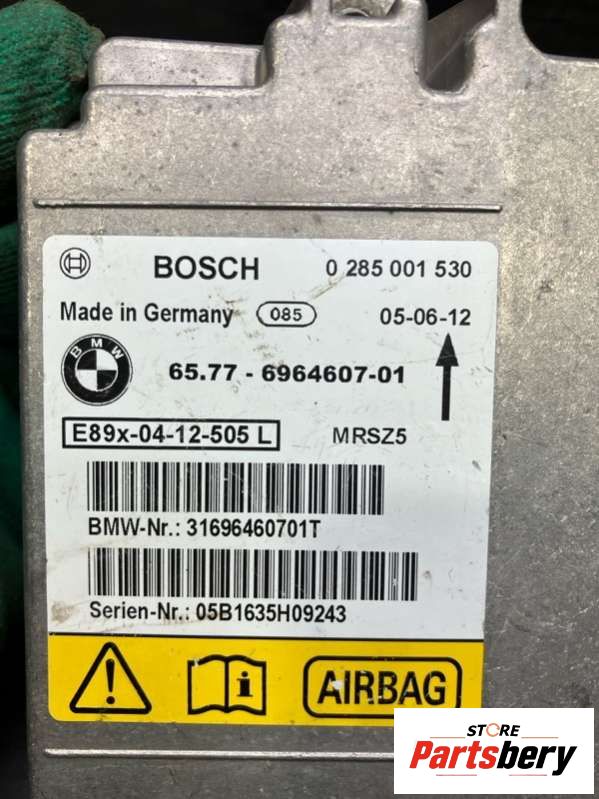 BOSCH 0 285 001 530
Made in Germany 085 05-06-12
BMW
65.77 - 6964607-01
E89x-04-12-505 L MRSZ5
BMW-Nr.: 31696460701T
Serien-Nr.: 05B1635H09243
i AIRBAG
STORE
Partsbery